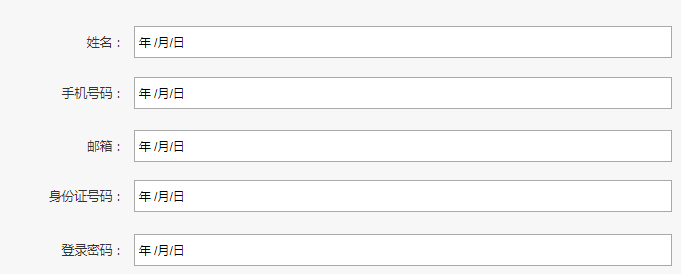 姓名： 年 /月/日
手机号码： 年 /月/日
邮箱： 年 /月/日
身份证号码： 年 /月/日
登录密码： 年 /月/日